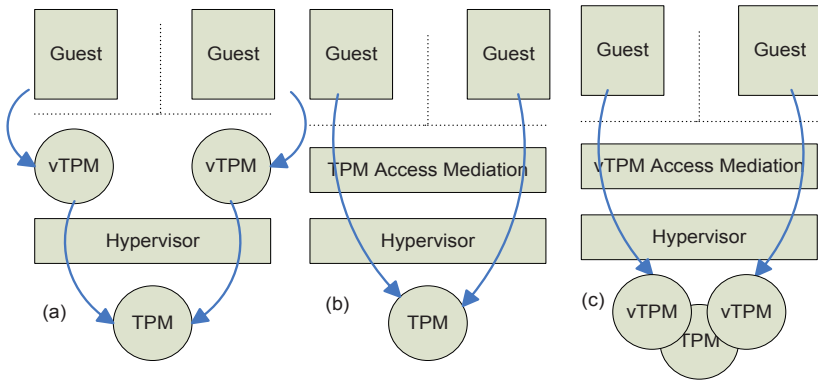 Guest
Guest
vTPM
vTPM
Hypervisor
(a)
TPM
Guest
Guest
TPM Access Mediation
Hypervisor
(b)
TPM
Guest
Guest
vTPM Access Mediation
Hypervisor
(c)
vTPM
vTPM
TPM